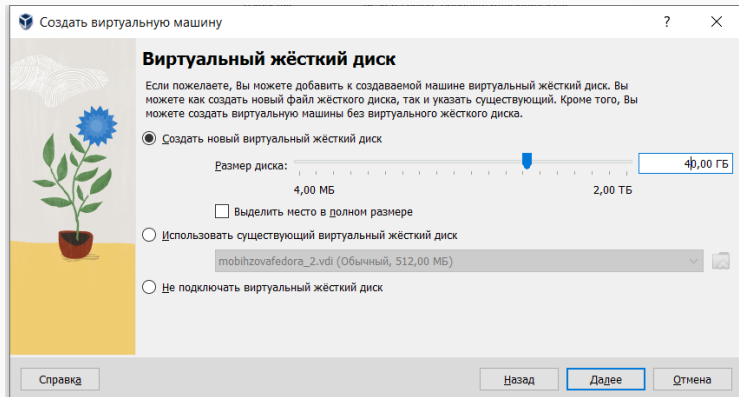 Создать виртуальную машину
Виртуальный жёсткий диск
Если пожелаете, Вы можете добавить к создаваемой машине виртуальный жёсткий диск. Вы
можете как создать новый файл жёсткого диска, так и указать существующий. Кроме того, Вы
можете создать виртуальную машины без виртуального жёсткого диска.
Создать новый виртуальный жёсткий диск
Размер диска: 40,00 ГБ
4,00 МБ 2,00 ТБ
Выделить место в полном размере
Использовать существующий виртуальный жёсткий диск
mobihzovafedora_2.vdi (Обычный, 512,00 МБ)
Не подключать виртуальный жёсткий диск
Справка Назад Далее Отмена